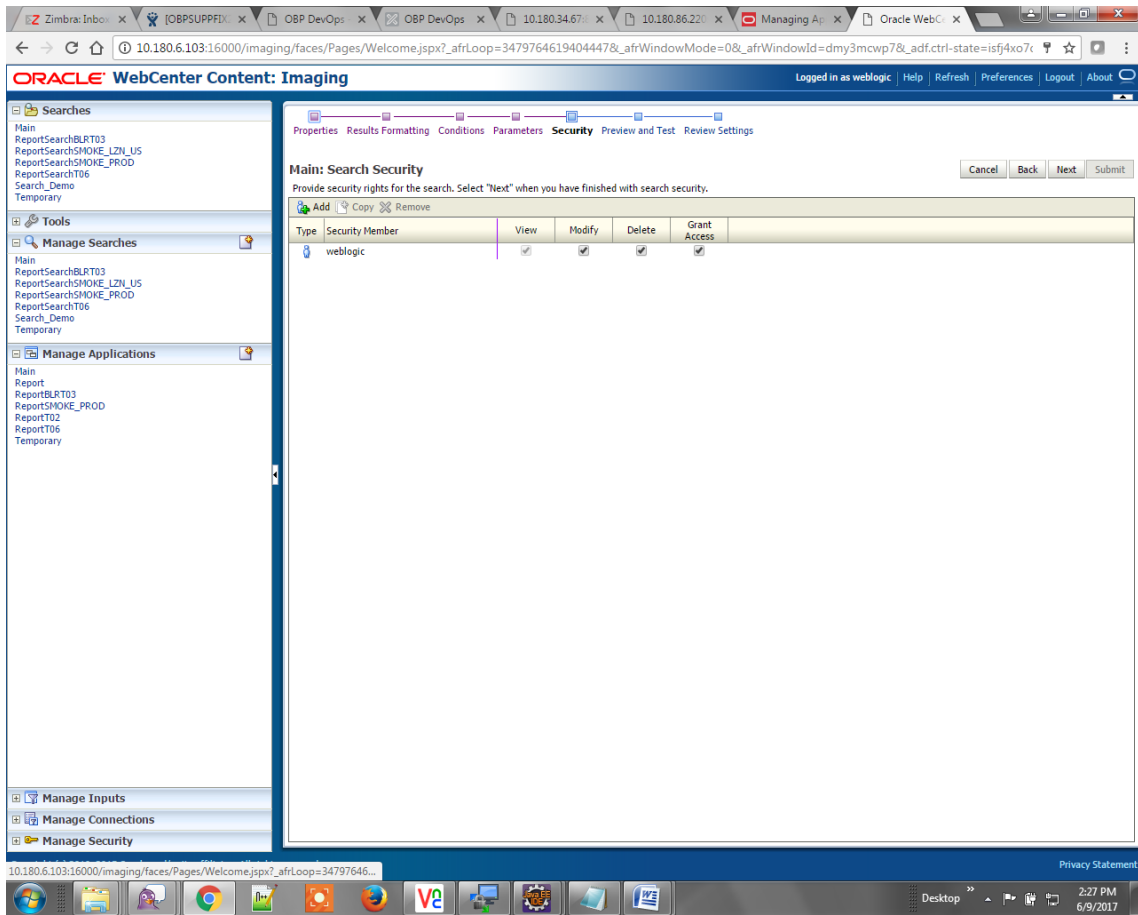 Zimbra: Inbox
[OBPSUPPFIX
OBP DevOps
OBP DevOps
10.180.34.67:
10.180.86.220
Managing Ap
Oracle WebCe
10.180.6.103:16000/imaging/faces/Pages/Welcome.jspx?_afrLoop=34797646194044478&_afrWindowMode=0&_afrWindowId=dmy3mcwp7&_adf.ctrl-state=isfj4xo7c
ORACLE WebCenter Content: Imaging
Logged in as weblogic Help Refresh Preferences Logout About
Searches
Main
ReportSearchBLRT03
ReportSearchSMOKE_LZN_US
ReportSearchSMOKE_PROD
ReportSearchT06
Search_Demo
Temporary
Tools
Manage Searches
Main
ReportSearchBLRT03
ReportSearchSMOKE_LZN_US
ReportSearchSMOKE_PROD
ReportSearchT06
Search_Demo
Temporary
Manage Applications
Main
Report
ReportBLRT03
ReportSMOKE_PROD
ReportT02
ReportT06
Temporary
Manage Inputs
Manage Connections
Manage Security
Properties Results Formatting Conditions Parameters Security Preview and Test Review Settings
Main: Search Security
Cancel Back Next Submit
Provide security rights for the search. Select "Next" when you have finished with search security.
Add Copy Remove
Type Security Member View Modify Delete Grant Access
weblogic
Privacy Statement
10.180.6.103:16000/imaging/faces/Pages/Welcome.jspx?_afrLoop=34797646...
Desktop
2:27 PM
6/9/2017